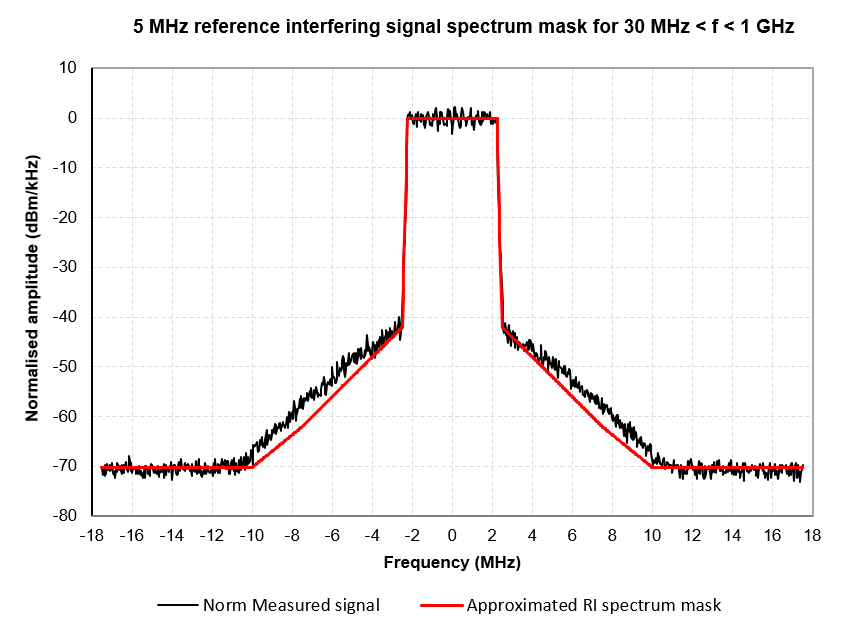 5 MHz reference interfering signal spectrum mask for 30 MHz < f < 1 GHz
Normalised amplitude (dBm/kHz)
10
0
-10
-20
-30
-40
-50
-60
-70
-80
-18 -16 -14 -12 -10 -8 -6 -4 -2 0 2 4 6 8 10 12 14 16 18
Frequency (MHz)
Norm Measured signal
Approximated RI spectrum mask